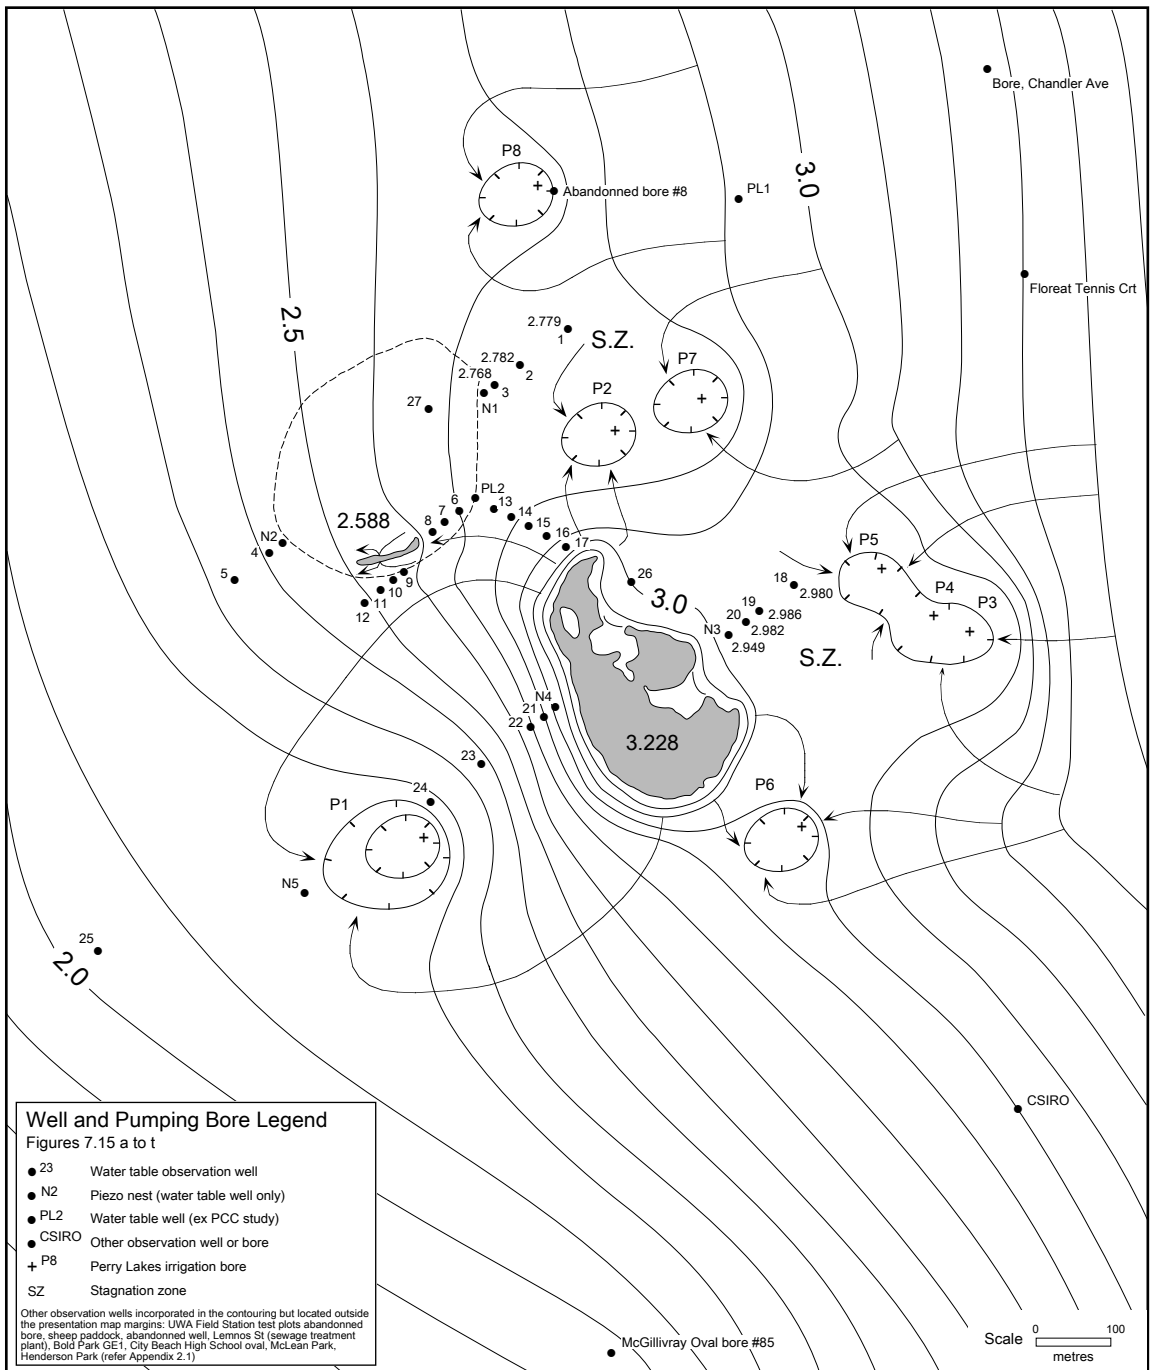 Bore, Chandler Ave
P8
3.0
Abandonned bore #8
PL1
Floreat Tennis Crt
2.5
2.779
1
S.Z.
2.782
2
P7
2.768
3
P2
N1
27
PL2
6
13
7
14
2.588
8
15
16
N2
17
4
P5
9
5
10
26
18
2.980
P4
11
3.0
19
2.986
P3
12
20
2.982
N3
2.949
S.Z.
N4
21
22
3.228
23
P6
24
P1
N5
25
2.0
CSIRO
Well and Pumping Bore Legend
Figures 7.15 a to t
23 Water table observation well
N2 Piezo nest (water table well only)
PL2 Water table well (ex PCC study)
CSIRO Other observation well or bore
P8 Perry Lakes irrigation bore
SZ Stagnation zone
Other observation wells incorporated in the contouring but located outside
the presentation map margins: UWA Field Station test plots abandonned
bore, sheep paddock, abandonned well, Lemnos St (sewage treatment
plant), Bold Park GE1, City Beach High School oval, McLean Park,
Henderson Park (refer Appendix 2.1)
McGillivray Oval bore #85
Scale 0 100
metres